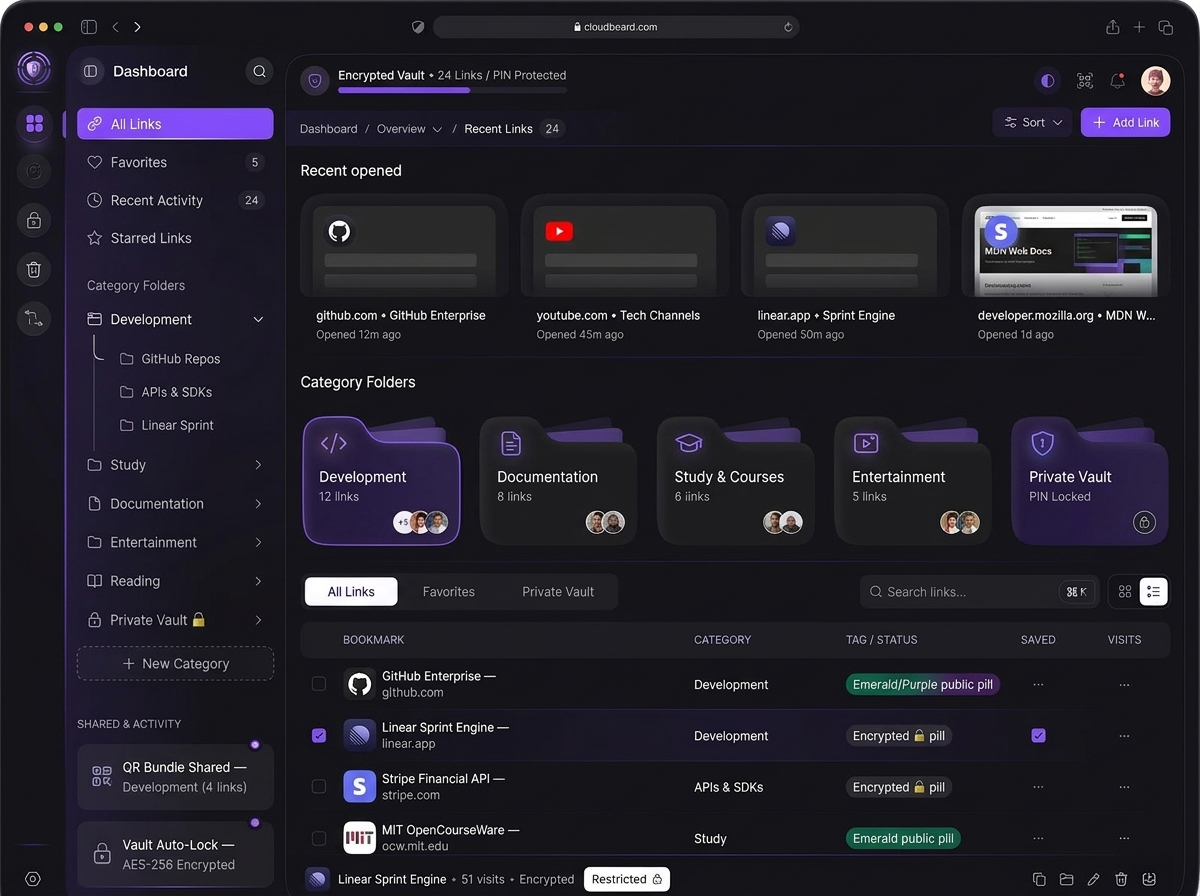 cloudbeard.com
Dashboard
All Links
Favorites 5
Recent Activity 24
Starred Links
Category Folders
Development
GitHub Repos
APIs & SDKs
Linear Sprint
Study
Documentation
Entertainment
Reading
Private Vault 🔒
+ New Category
SHARED & ACTIVITY
QR Bundle Shared —
Development (4 links)
Vault Auto-Lock —
AES-256 Encrypted
Encrypted Vault • 24 Links / PIN Protected
Dashboard / Overview / Recent Links 24
Sort
+ Add Link
Recent opened
github.com • GitHub Enterprise
Opened 12m ago
youtube.com • Tech Channels
Opened 45m ago
linear.app • Sprint Engine
Opened 50m ago
S
MDN Wok Docs
developer.mozilla.org • MDN W...
Opened 1d ago
Category Folders
Development
12 links
+5
Documentation
8 links
Study & Courses
6 links
Entertainment
5 links
Private Vault
PIN Locked
All Links Favorites Private Vault
Search links... ⌘ K
BOOKMARK CATEGORY TAG / STATUS SAVED VISITS
GitHub Enterprise —
github.com
Development
Emerald/Purple public pill
...
...
Linear Sprint Engine —
linear.app
Development
Encrypted 🔒 pill
...
S
Stripe Financial API —
stripe.com
APIs & SDKs
Encrypted 🔒 pill
...
...
MIT
MIT OpenCourseWare —
ocw.mit.edu
Study
Emerald public plil
...
...
Linear Sprint Engine • 51 visits • Encrypted Restricted